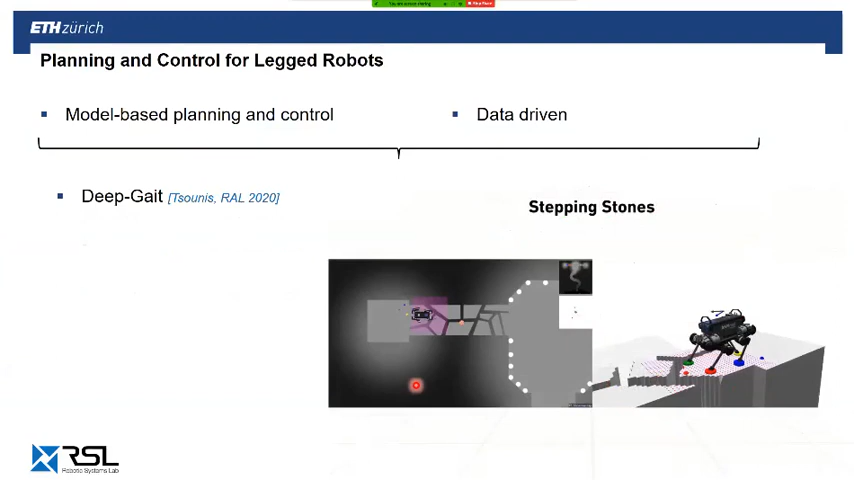 ETH zürich
Planning and Control for Legged Robots
Model-based planning and control
Data driven
Deep-Gait [Tsounis, RAL 2020]
Stepping Stones
RSL
Robotic Systems Lab